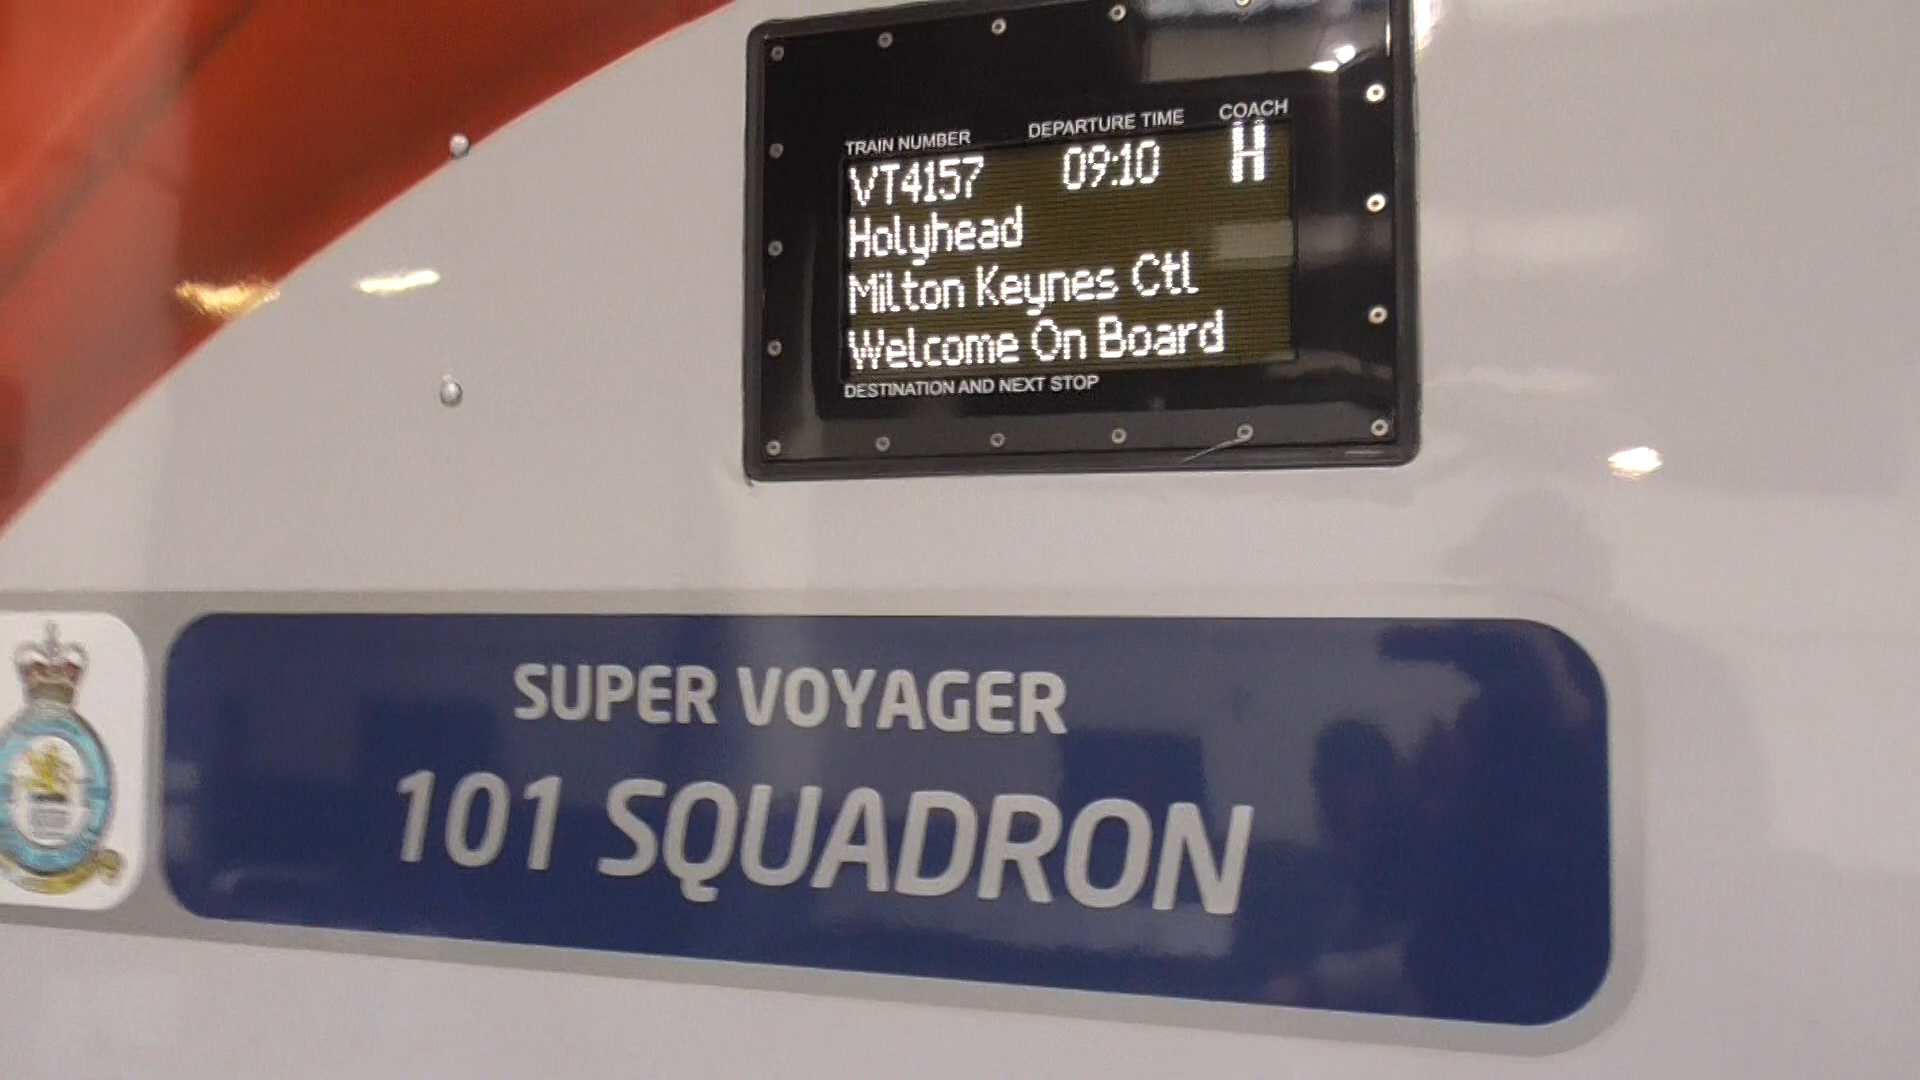 TRAIN NUMBER DEPARTURE TIME COACH
VT4157 09:10 H
Holyhead
Milton Keynes Ctl
Welcome On Board
DESTINATION AND NEXT STOP
SUPER VOYAGER
101 SQUADRON